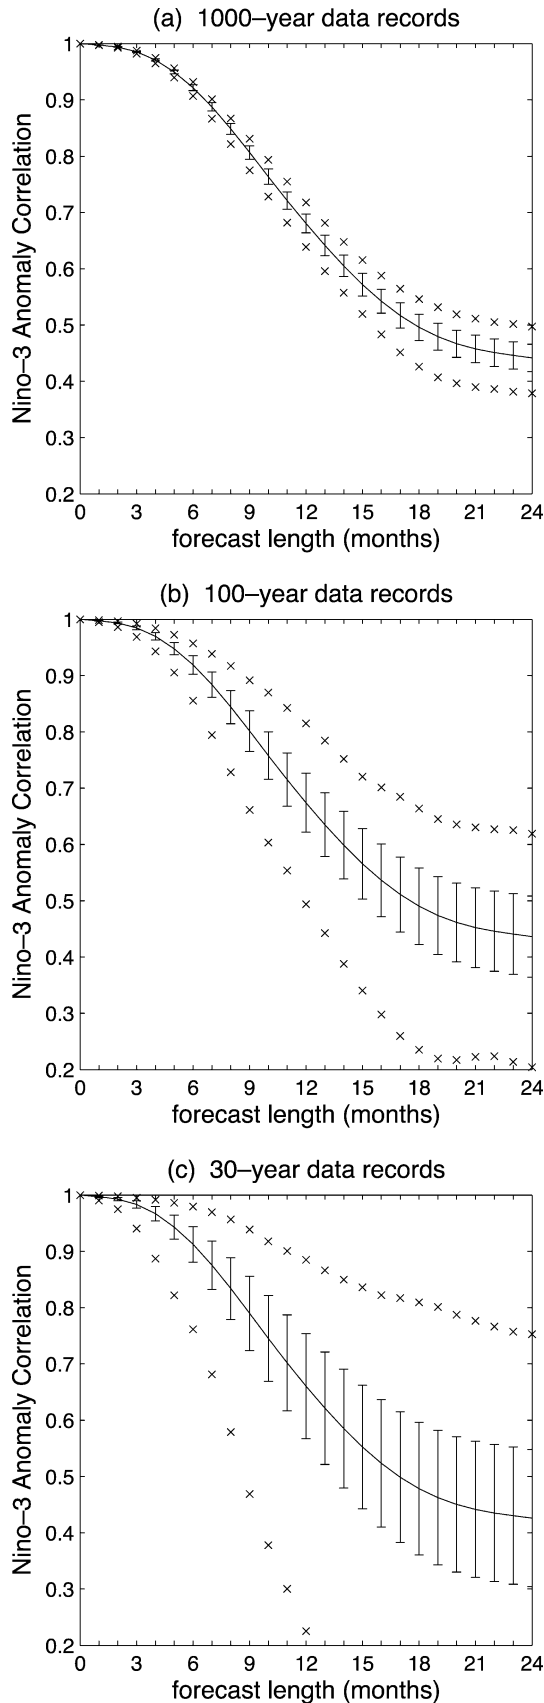 (a) 1000–year data records
1
0.9
0.8
0.7
0.6
0.5
0.4
0.3
0.2
Nino–3 Anomaly Correlation
0 3 6 9 12 15 18 21 24
forecast length (months)
(b) 100–year data records
1
0.9
0.8
0.7
0.6
0.5
0.4
0.3
0.2
Nino–3 Anomaly Correlation
0 3 6 9 12 15 18 21 24
forecast length (months)
(c) 30–year data records
1
0.9
0.8
0.7
0.6
0.5
0.4
0.3
0.2
Nino–3 Anomaly Correlation
0 3 6 9 12 15 18 21 24
forecast length (months)